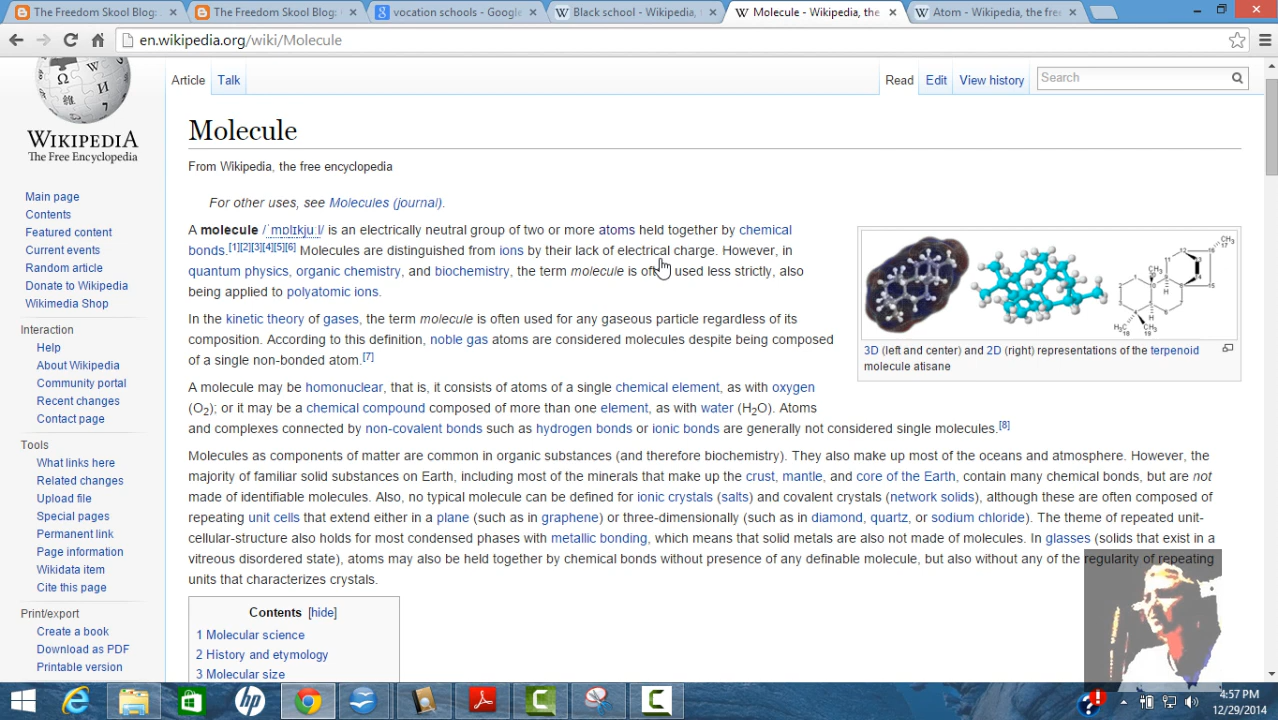 The Freedom Skool Blog:
The Freedom Skool Blog:
vocation schools - Google
Black school - Wikipedia,
Molecule - Wikipedia, the
Atom - Wikipedia, the free
en.wikipedia.org/wiki/Molecule
WIKIPEDIA
The Free Encyclopedia
Main page
Contents
Featured content
Current events
Random article
Donate to Wikipedia
Wikimedia Shop
Interaction
Help
About Wikipedia
Community portal
Recent changes
Contact page
Tools
What links here
Related changes
Upload file
Special pages
Permanent link
Page information
Wikidata item
Cite this page
Print/export
Create a book
Download as PDF
Printable version
Article Talk
Read Edit View history Search
Molecule
From Wikipedia, the free encyclopedia
For other uses, see Molecules (journal).
A molecule /ˈmɒlɪkjuːl/ is an electrically neutral group of two or more atoms held together by chemical
bonds.[1][2][3][4][5][6] Molecules are distinguished from ions by their lack of electrical charge. However, in
quantum physics, organic chemistry, and biochemistry, the term molecule is often used less strictly, also
being applied to polyatomic ions.
In the kinetic theory of gases, the term molecule is often used for any gaseous particle regardless of its
composition. According to this definition, noble gas atoms are considered molecules despite being composed
of a single non-bonded atom.[7]
A molecule may be homonuclear, that is, it consists of atoms of a single chemical element, as with oxygen
(O2); or it may be a chemical compound composed of more than one element, as with water (H2O). Atoms
and complexes connected by non-covalent bonds such as hydrogen bonds or ionic bonds are generally not considered single molecules.[8]
Molecules as components of matter are common in organic substances (and therefore biochemistry). They also make up most of the oceans and atmosphere. However, the
majority of familiar solid substances on Earth, including most of the minerals that make up the crust, mantle, and core of the Earth, contain many chemical bonds, but are not
made of identifiable molecules. Also, no typical molecule can be defined for ionic crystals (salts) and covalent crystals (network solids), although these are often composed of
repeating unit cells that extend either in a plane (such as in graphene) or three-dimensionally (such as in diamond, quartz, or sodium chloride). The theme of repeated unit-
cellular-structure also holds for most condensed phases with metallic bonding, which means that solid metals are also not made of molecules. In glasses (solids that exist in a
vitreous disordered state), atoms may also be held together by chemical bonds without presence of any definable molecule, but also without any of the regularity of repeating
units that characterizes crystals.
3D (left and center) and 2D (right) representations of the terpenoid
molecule atisane
Contents [hide]
1 Molecular science
2 History and etymology
3 Molecular size
4:57 PM
12/29/2014